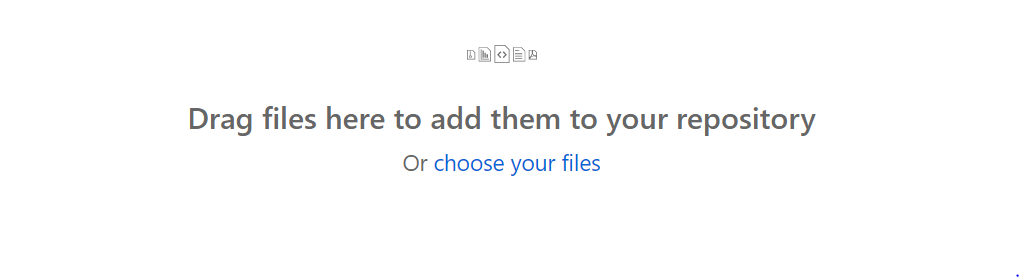 Drag files here to add them to your repository
Or choose your files